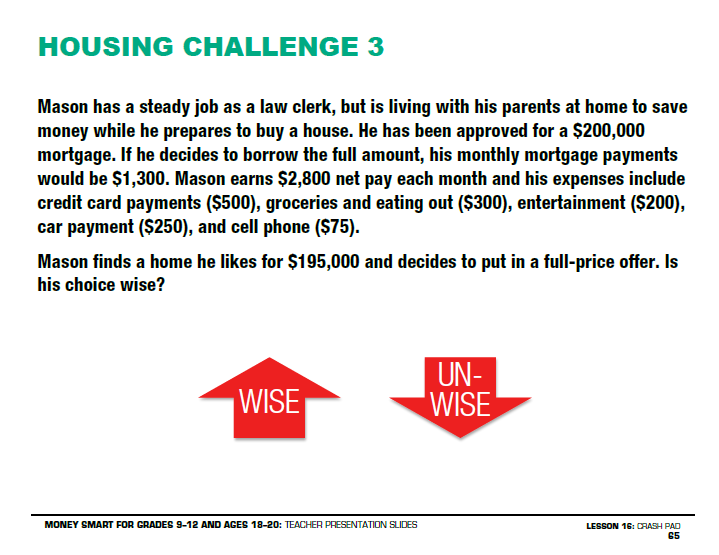 HOUSING CHALLENGE 3
Mason has a steady job as a law clerk, but is living with his parents at home to save
money while he prepares to buy a house. He has been approved for a $200,000
mortgage. If he decides to borrow the full amount, his monthly mortgage payments
would be $1,300. Mason earns $2,800 net pay each month and his expenses include
credit card payments ($500), groceries and eating out ($300), entertainment ($200),
car payment ($250), and cell phone ($75).
Mason finds a home he likes for $195,000 and decides to put in a full-price offer. Is
his choice wise?
WISE
UN-
WISE
MONEY SMART FOR GRADES 9–12 AND AGES 18–20: TEACHER PRESENTATION SLIDES
LESSON 16: CRASH PAD
65